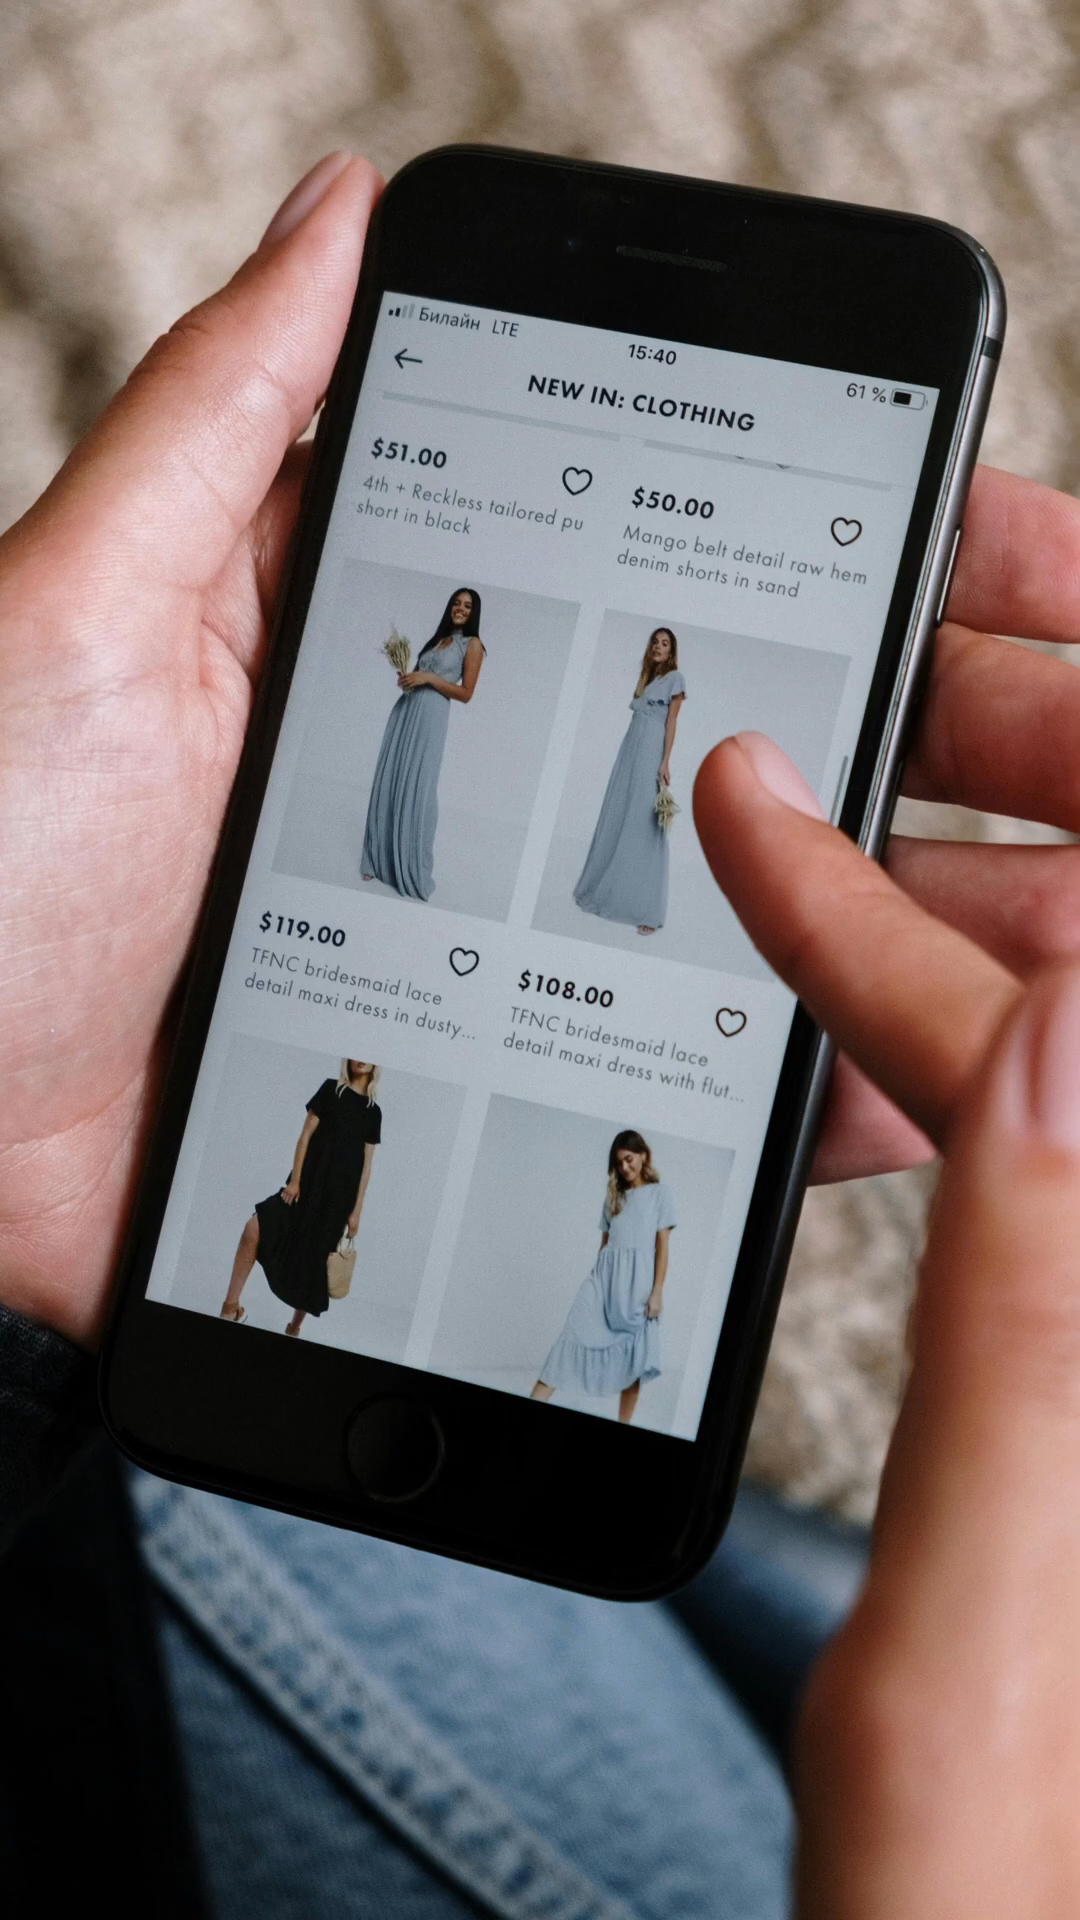 Билайн LTE
15:40
61 %
NEW IN: CLOTHING
$51.00
4th + Reckless tailored pu
short in black
$50.00
Mango belt detail raw hem
denim shorts in sand
$119.00
TFNC bridesmaid lace
detail maxi dress in dusty...
$108.00
TFNC bridesmaid lace
detail maxi dress with flut...